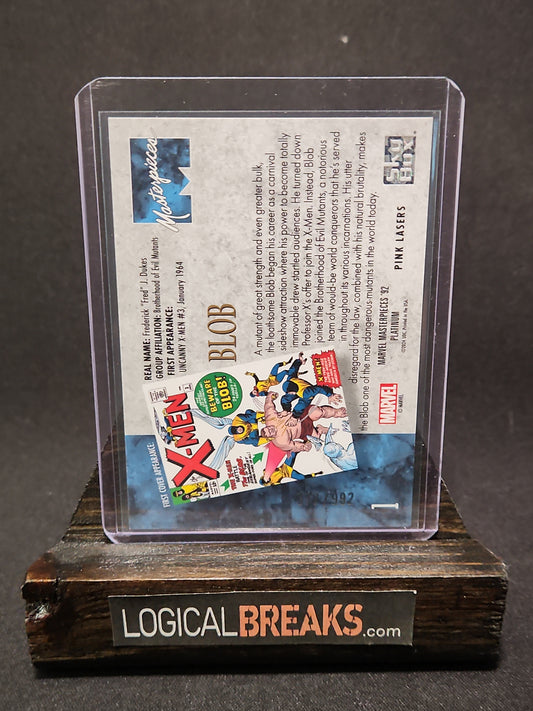 Masterpieces
REAL NAME: Frederick "Fred" J. Dukes
GROUP AFFILIATION: Brotherhood of Evil Mutants
FIRST APPEARANCE:
UNCANNY X-MEN #3, January 1964
BLOB
A mutant of great strength and even greater bulk,
the loathsome Blob began his career as a carnival
sideshow attraction where his power to become totally
immovable drew startled audiences. He turned down
Professor X's offer to join the X-Men. Instead, Blob
joined the Brotherhood of Evil Mutants, a notorious
team of would-be world conquerors that he's served
in throughout its various incarnations. His utter
disregard for the law, combined with his natural brutality, makes
the Blob one of the most dangerous mutants in the world today.
MARVEL MASTERPIECES '92
PLATINUM
PINK LASERS
SkyBox
MARVEL
© MARVEL
FIRST COVER APPEARANCE:
X-MEN
BEWARE
THE
BLOB!
X-MEN!
1
LOGICALBREAKS.com